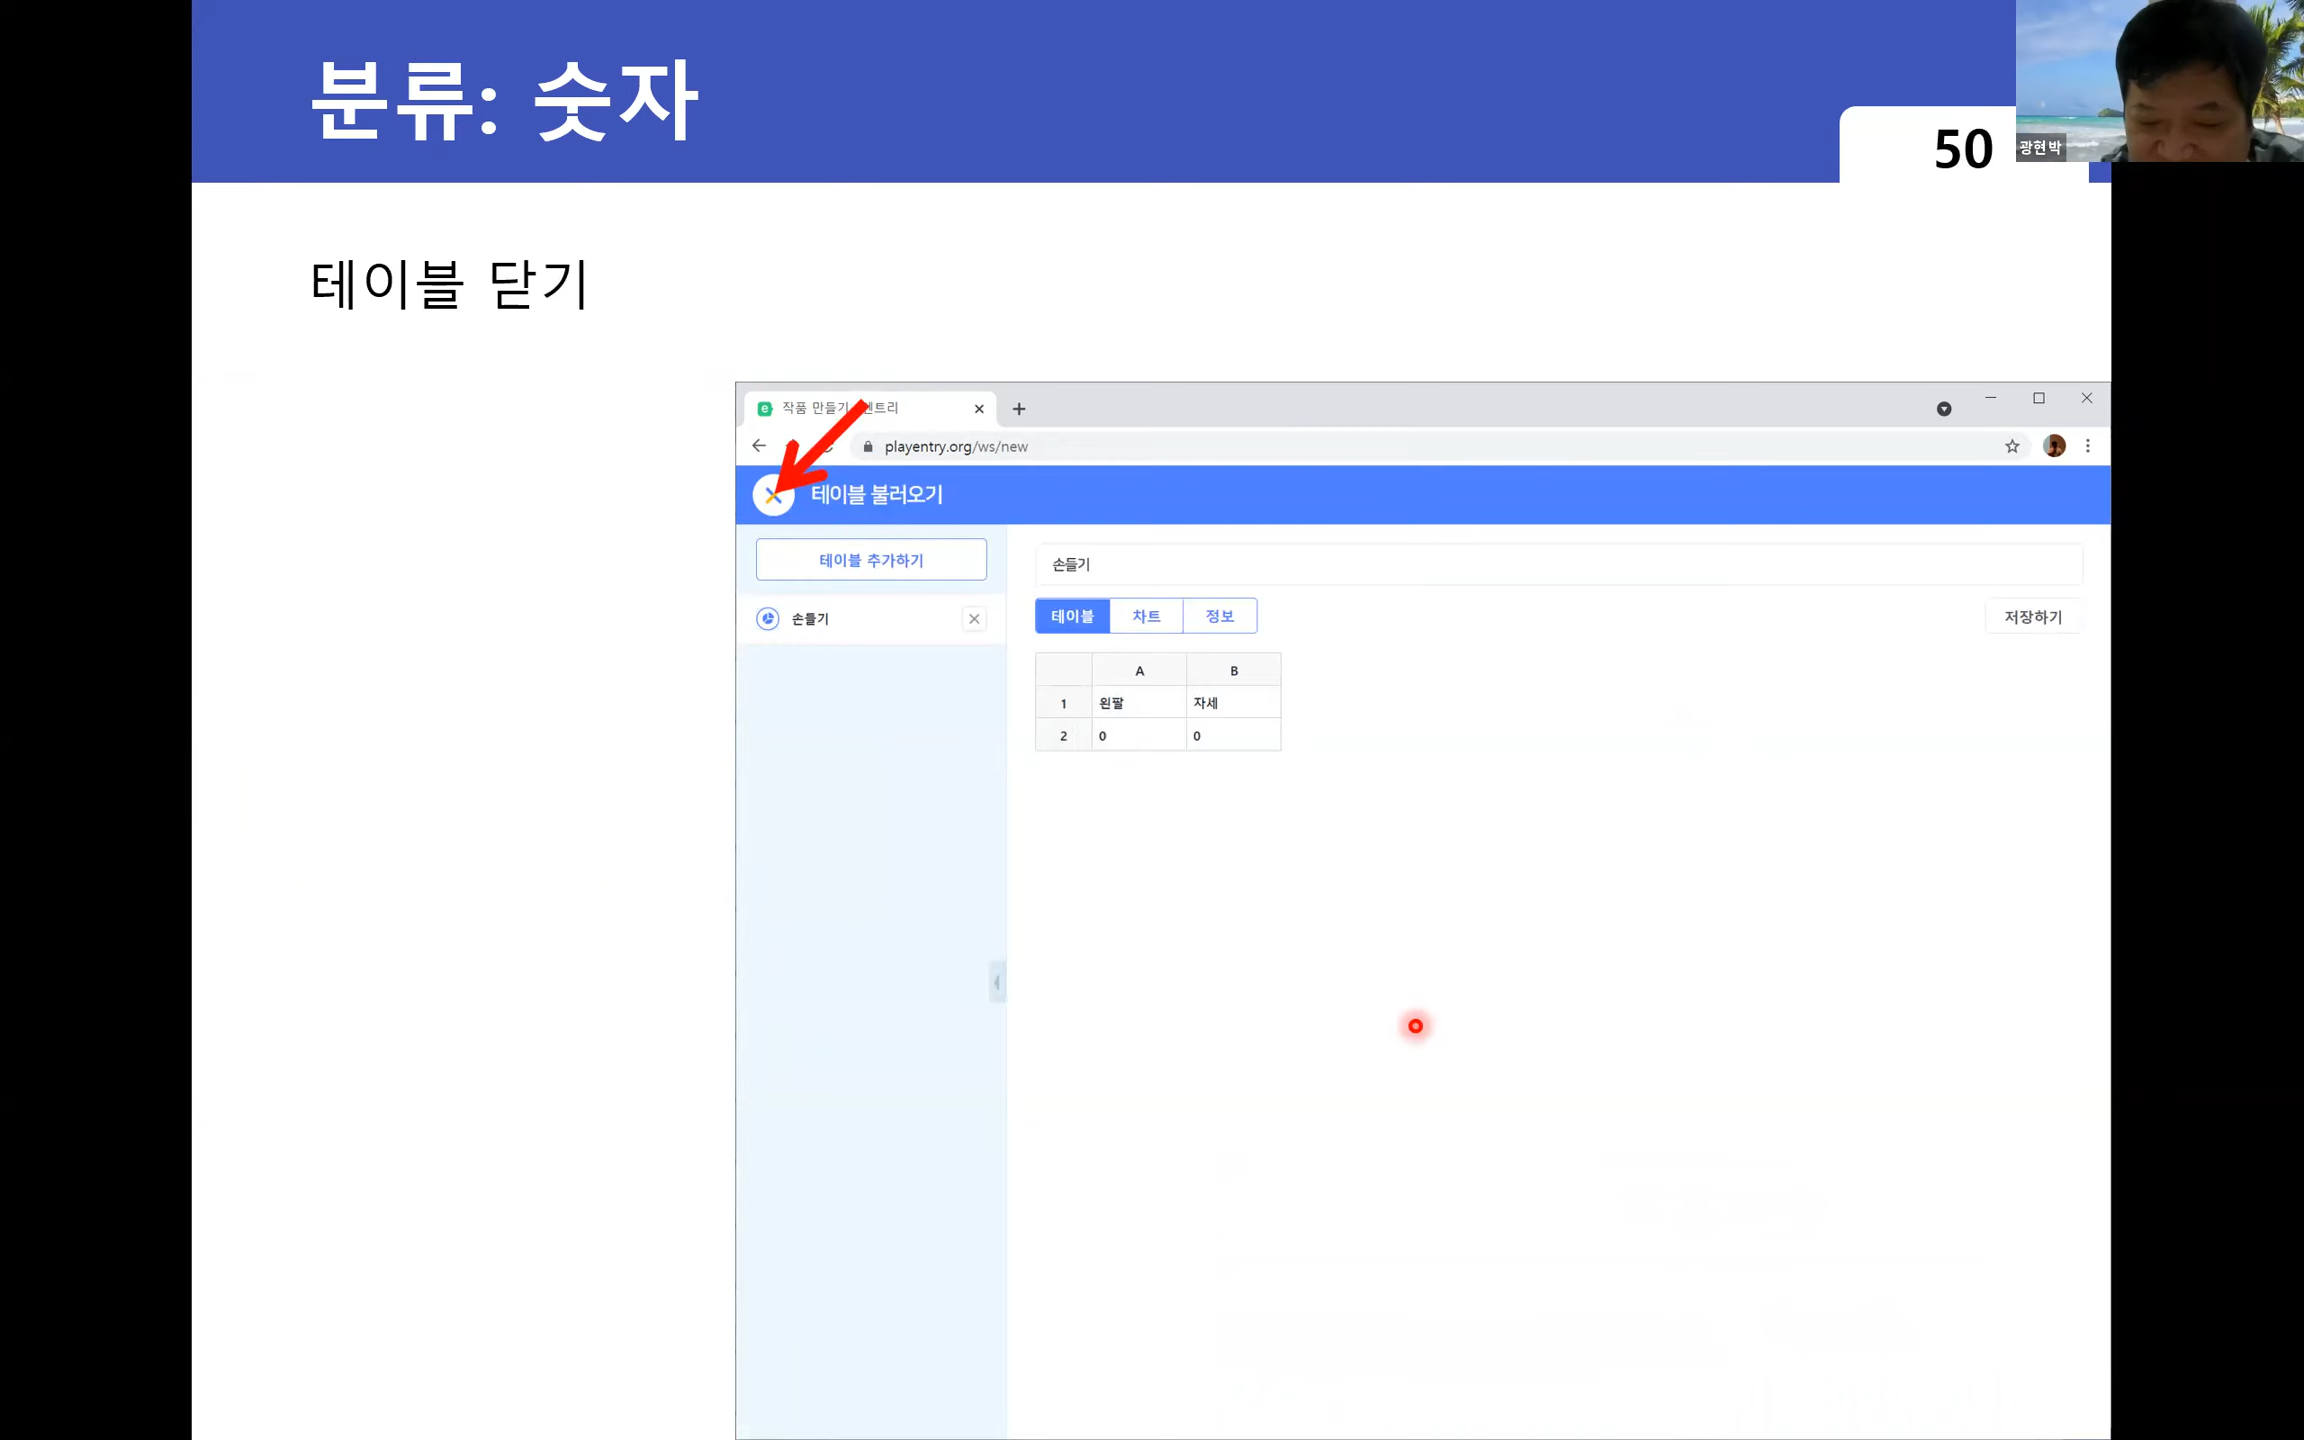 분류: 숫자
50
광현박
테이블 닫기
작품 만들기 엔트리
playentry.org/ws/new
테이블 불러오기
테이블 추가하기
손들기
손들기
테이블 차트 정보
저장하기
A B
1 왼팔 자세
2 0 0